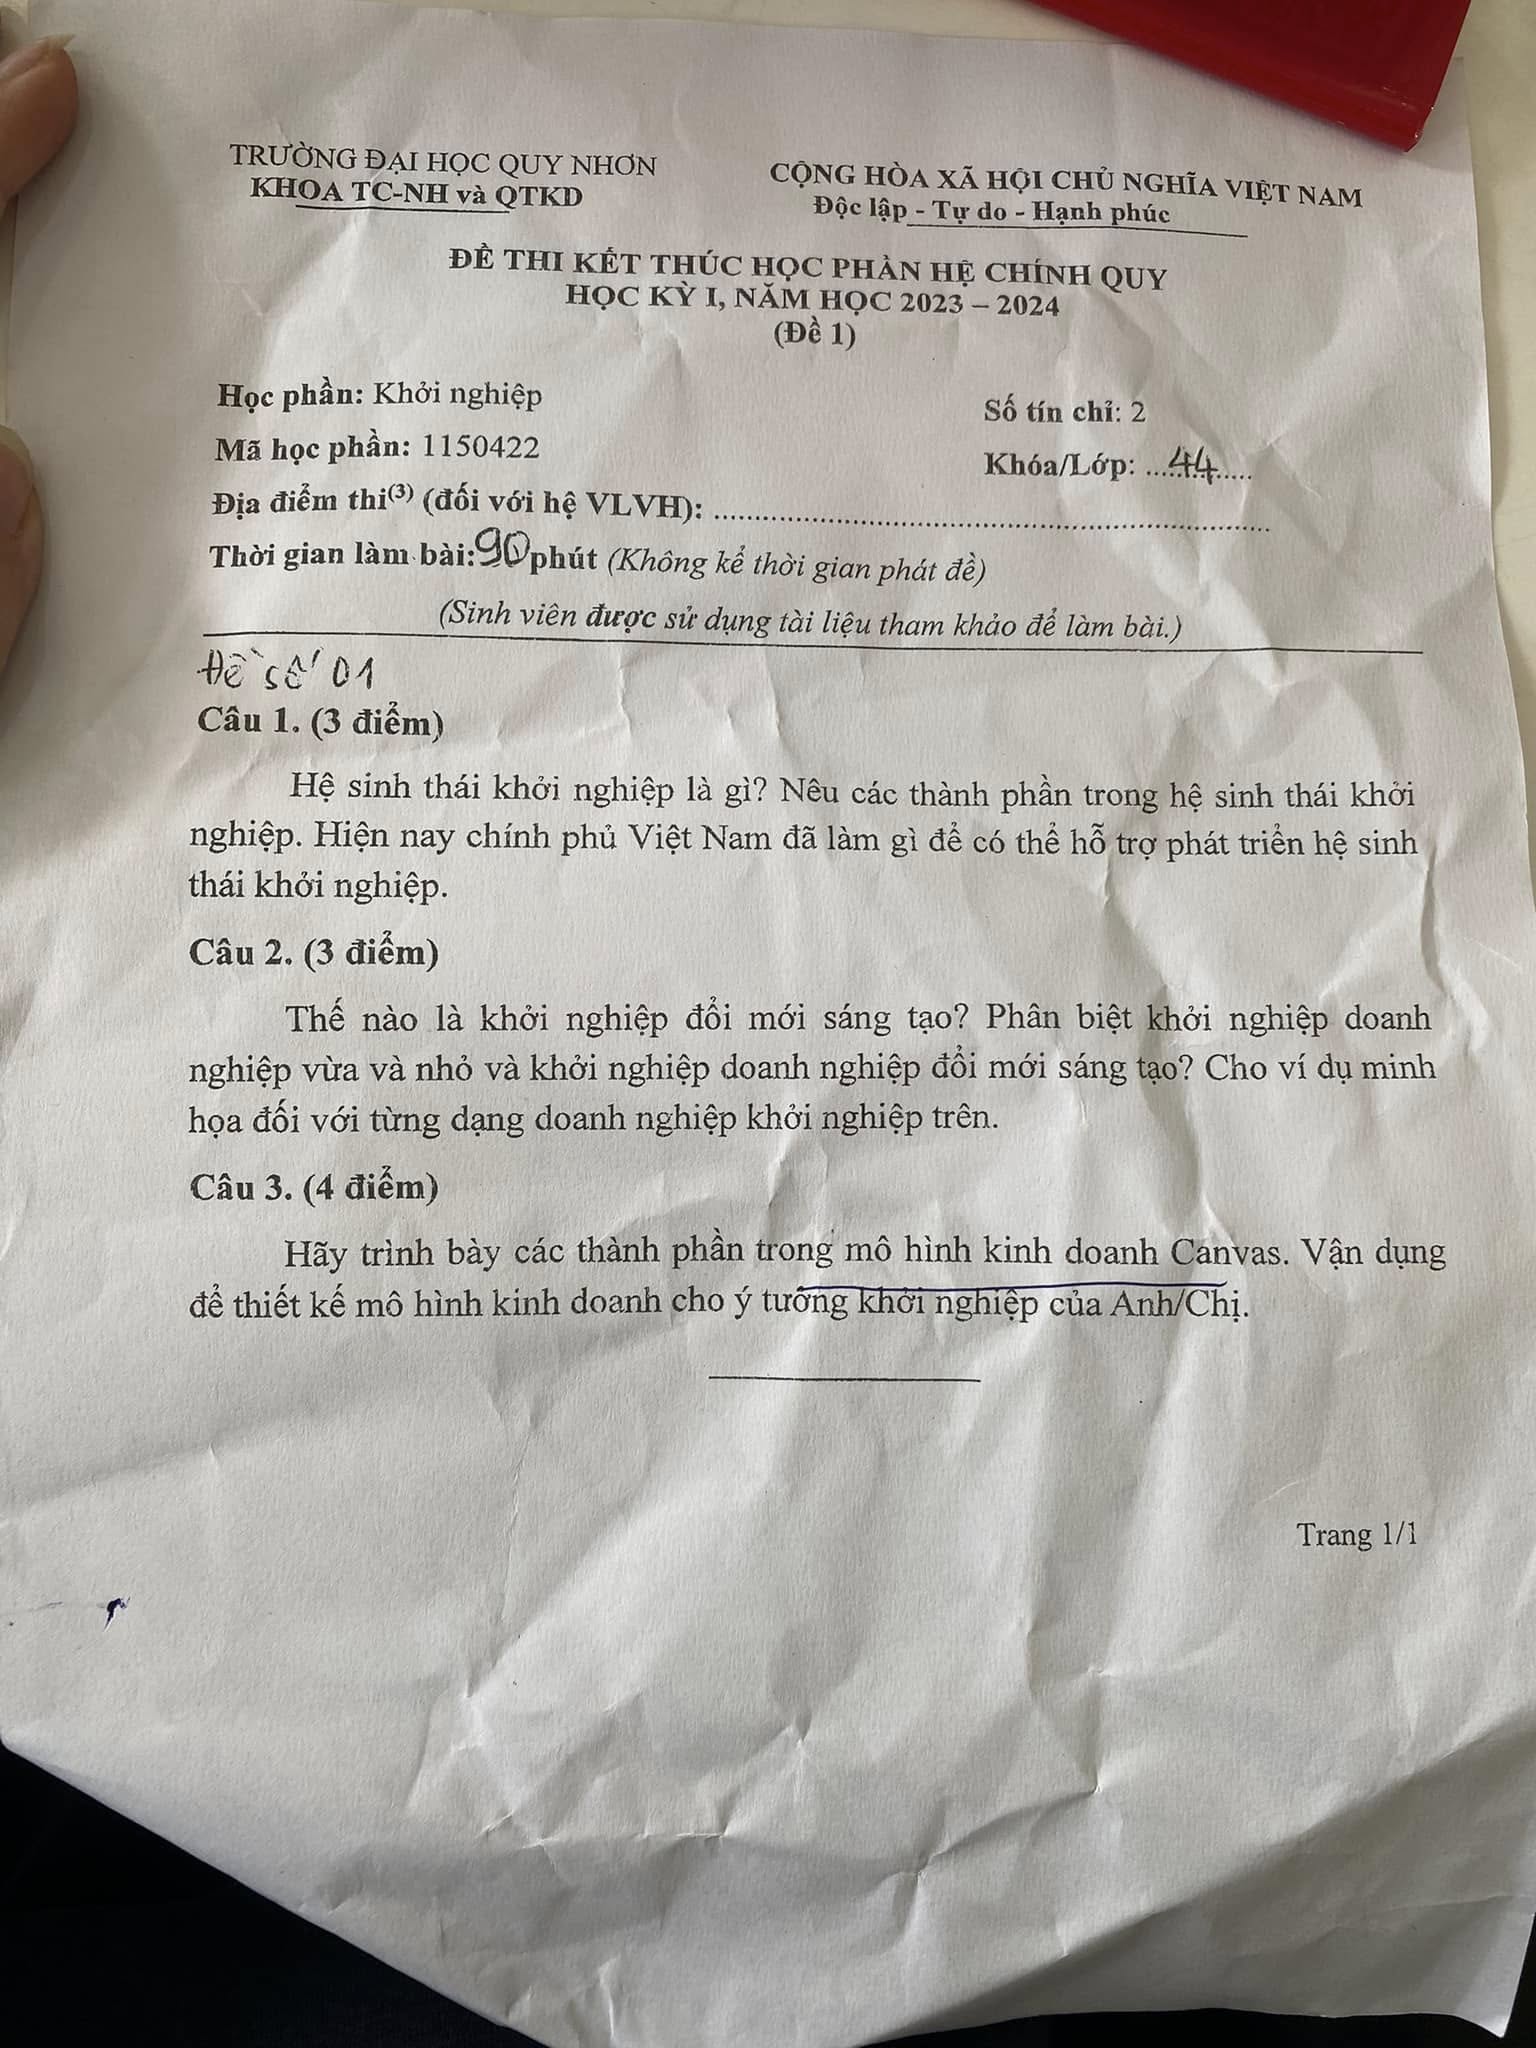 TRƯỜNG ĐẠI HỌC QUY NHƠN
KHOA TC-NH và QTKD
CỘNG HÒA XÃ HỘI CHỦ NGHĨA VIỆT NAM
Độc lập - Tự do - Hạnh phúc
ĐỀ THI KẾT THÚC HỌC PHẦN HỆ CHÍNH QUY
HỌC KỲ I, NĂM HỌC 2023 – 2024
(Đề 1)
Học phần: Khởi nghiệp
Số tín chỉ: 2
Mã học phần: 1150422
Khóa/Lớp: ...44.....
Địa điểm thi(3) (đối với hệ VLVH): ......................................................................
Thời gian làm bài: 90 phút (Không kể thời gian phát đề)
(Sinh viên được sử dụng tài liệu tham khảo để làm bài.)
Đề số 01
Câu 1. (3 điểm)
Hệ sinh thái khởi nghiệp là gì? Nêu các thành phần trong hệ sinh thái khởi
nghiệp. Hiện nay chính phủ Việt Nam đã làm gì để có thể hỗ trợ phát triển hệ sinh
thái khởi nghiệp.
Câu 2. (3 điểm)
Thế nào là khởi nghiệp đổi mới sáng tạo? Phân biệt khởi nghiệp doanh
nghiệp vừa và nhỏ và khởi nghiệp doanh nghiệp đổi mới sáng tạo? Cho ví dụ minh
họa đối với từng dạng doanh nghiệp khởi nghiệp trên.
Câu 3. (4 điểm)
Hãy trình bày các thành phần trong mô hình kinh doanh Canvas. Vận dụng
để thiết kế mô hình kinh doanh cho ý tưởng khởi nghiệp của Anh/Chị.
Trang 1/1